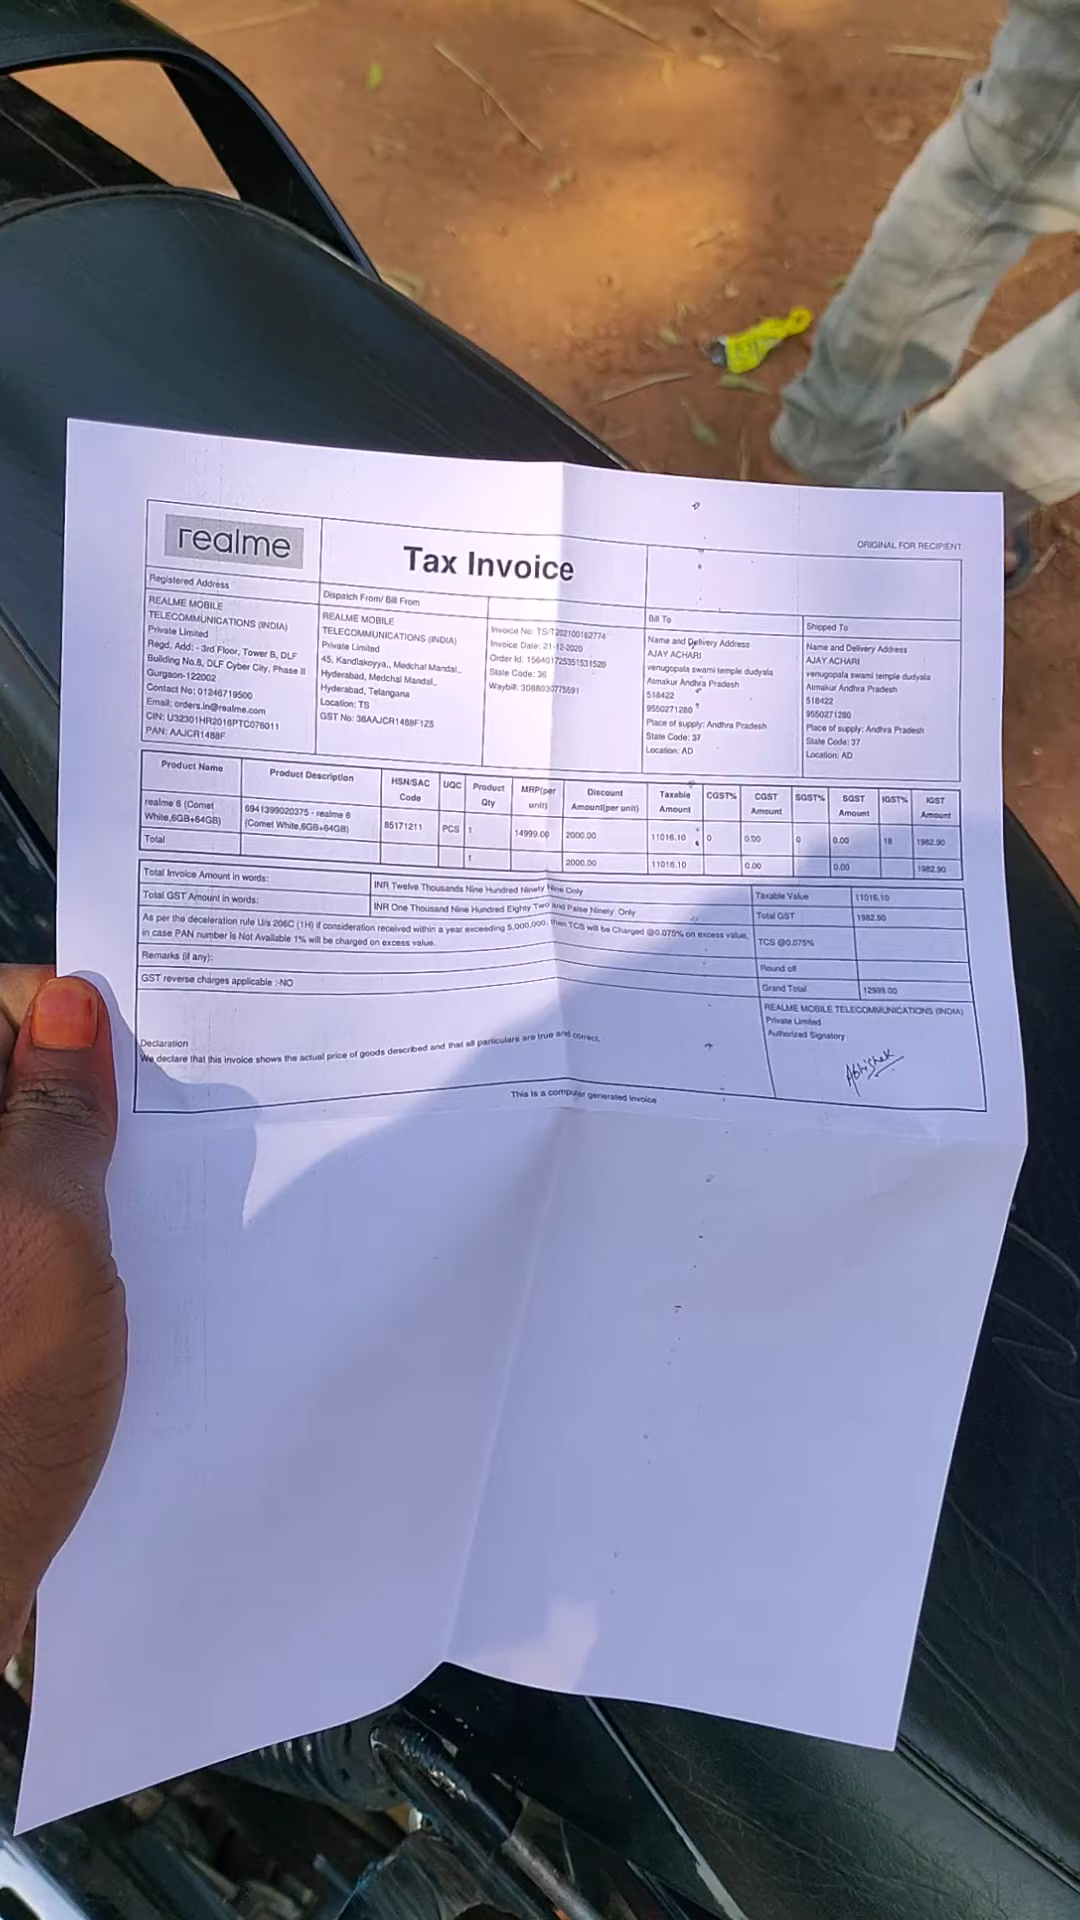 realme
Tax Invoice
ORIGINAL FOR RECIPIENT
Registered Address
REALME MOBILE
TELECOMMUNICATIONS (INDIA)
Private Limited
Regd. Add: - 3rd Floor, Tower B, DLF
Building No.8, DLF Cyber City, Phase II
Gurgaon-122002
Contact No: 01246719500
Email: orders.in@realme.com
CIN: U32301HR2016PTC076011
PAN: AAJCR1488F
Dispatch From/ Bill From
REALME MOBILE
TELECOMMUNICATIONS (INDIA)
Private Limited
45, Kandlakoyya,, Medchal Mandal,,
Hyderabad, Medchal Mandal,,
Hyderabad, Telangana
Location: TS
GST No: 36AAJCR1488F1Z5
Invoice No: TS/T202100162774
Invoice Date: 21-12-2020
Order Id: 156401725351531520
State Code: 36
Waybill: 3088030775591
Bill To
Name and Delivery Address
AJAY ACHARI
venugopala swami temple dudyala
Atmakur Andhra Pradesh
518422
9550271280
Place of supply: Andhra Pradesh
State Code: 37
Location: AD
Shipped To
Name and Delivery Address
AJAY ACHARI
venugopala swami temple dudyala
Atmakur Andhra Pradesh
518422
9550271280
Place of supply: Andhra Pradesh
State Code: 37
Location: AD
Product Name Product Description HSN/SAC Code UQC Product Qty MRP(per unit) Discount Amount(per unit) Taxable Amount CGST% CGST Amount SGST% SGST Amount IGST% IGST Amount
realme 6 (Comet White,6GB+64GB) 6941399020375 - realme 6 (Comet White,6GB+64GB) 85171211 PCS 1 14999.00 2000.00 11016.10 0 0.00 0 0.00 18 1982.90
Total 1 2000.00 11016.10 0.00 0.00 1982.90
Total Invoice Amount in words: INR Twelve Thousands Nine Hundred Ninety Nine Only
Total GST Amount in words: INR One Thousand Nine Hundred Eighty Two and Paise Ninety Only
As per the deceleration rule U/s 206C (1H) if consideration received within a year exceeding 5,000,000, then TCS will be Charged @0.075% on excess value,
in case PAN number is Not Available 1% will be charged on excess value.
Remarks (if any):
GST reverse charges applicable :-NO
Taxable Value 11016.10
Total GST 1982.90
TCS @0.075%
Round off
Grand Total 12999.00
REALME MOBILE TELECOMMUNICATIONS (INDIA)
Private Limited
Authorized Signatory
Abhishek
Declaration
We declare that this invoice shows the actual price of goods described and that all particulars are true and correct.
This is a computer generated invoice